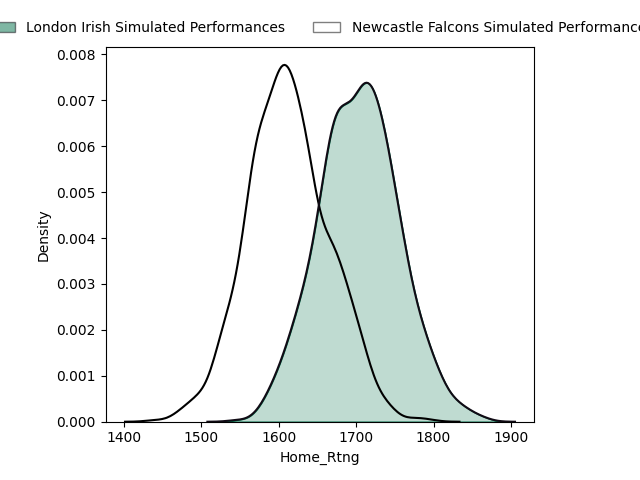 London Irish Simulated Performances
Newcastle Falcons Simulated Performanc
0.008
0.007
0.006
0.005
0.004
0.003
0.002
0.001
0.000
Density
1400 1500 1600 1700 1800 1900
Home_Rtng